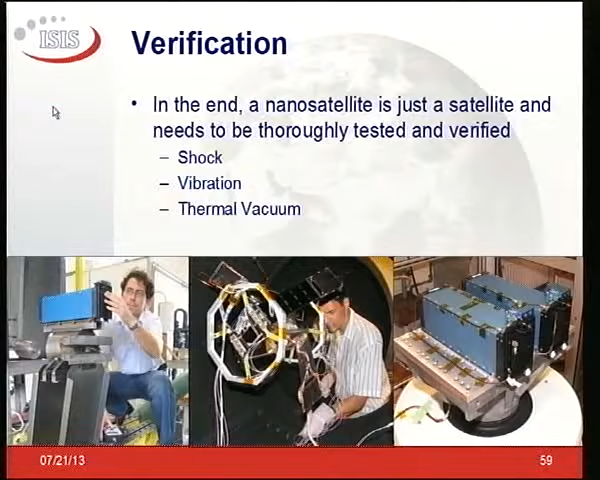 ISIS
Verification
• In the end, a nanosatellite is just a satellite and
needs to be thoroughly tested and verified
– Shock
– Vibration
– Thermal Vacuum
07/21/13
59